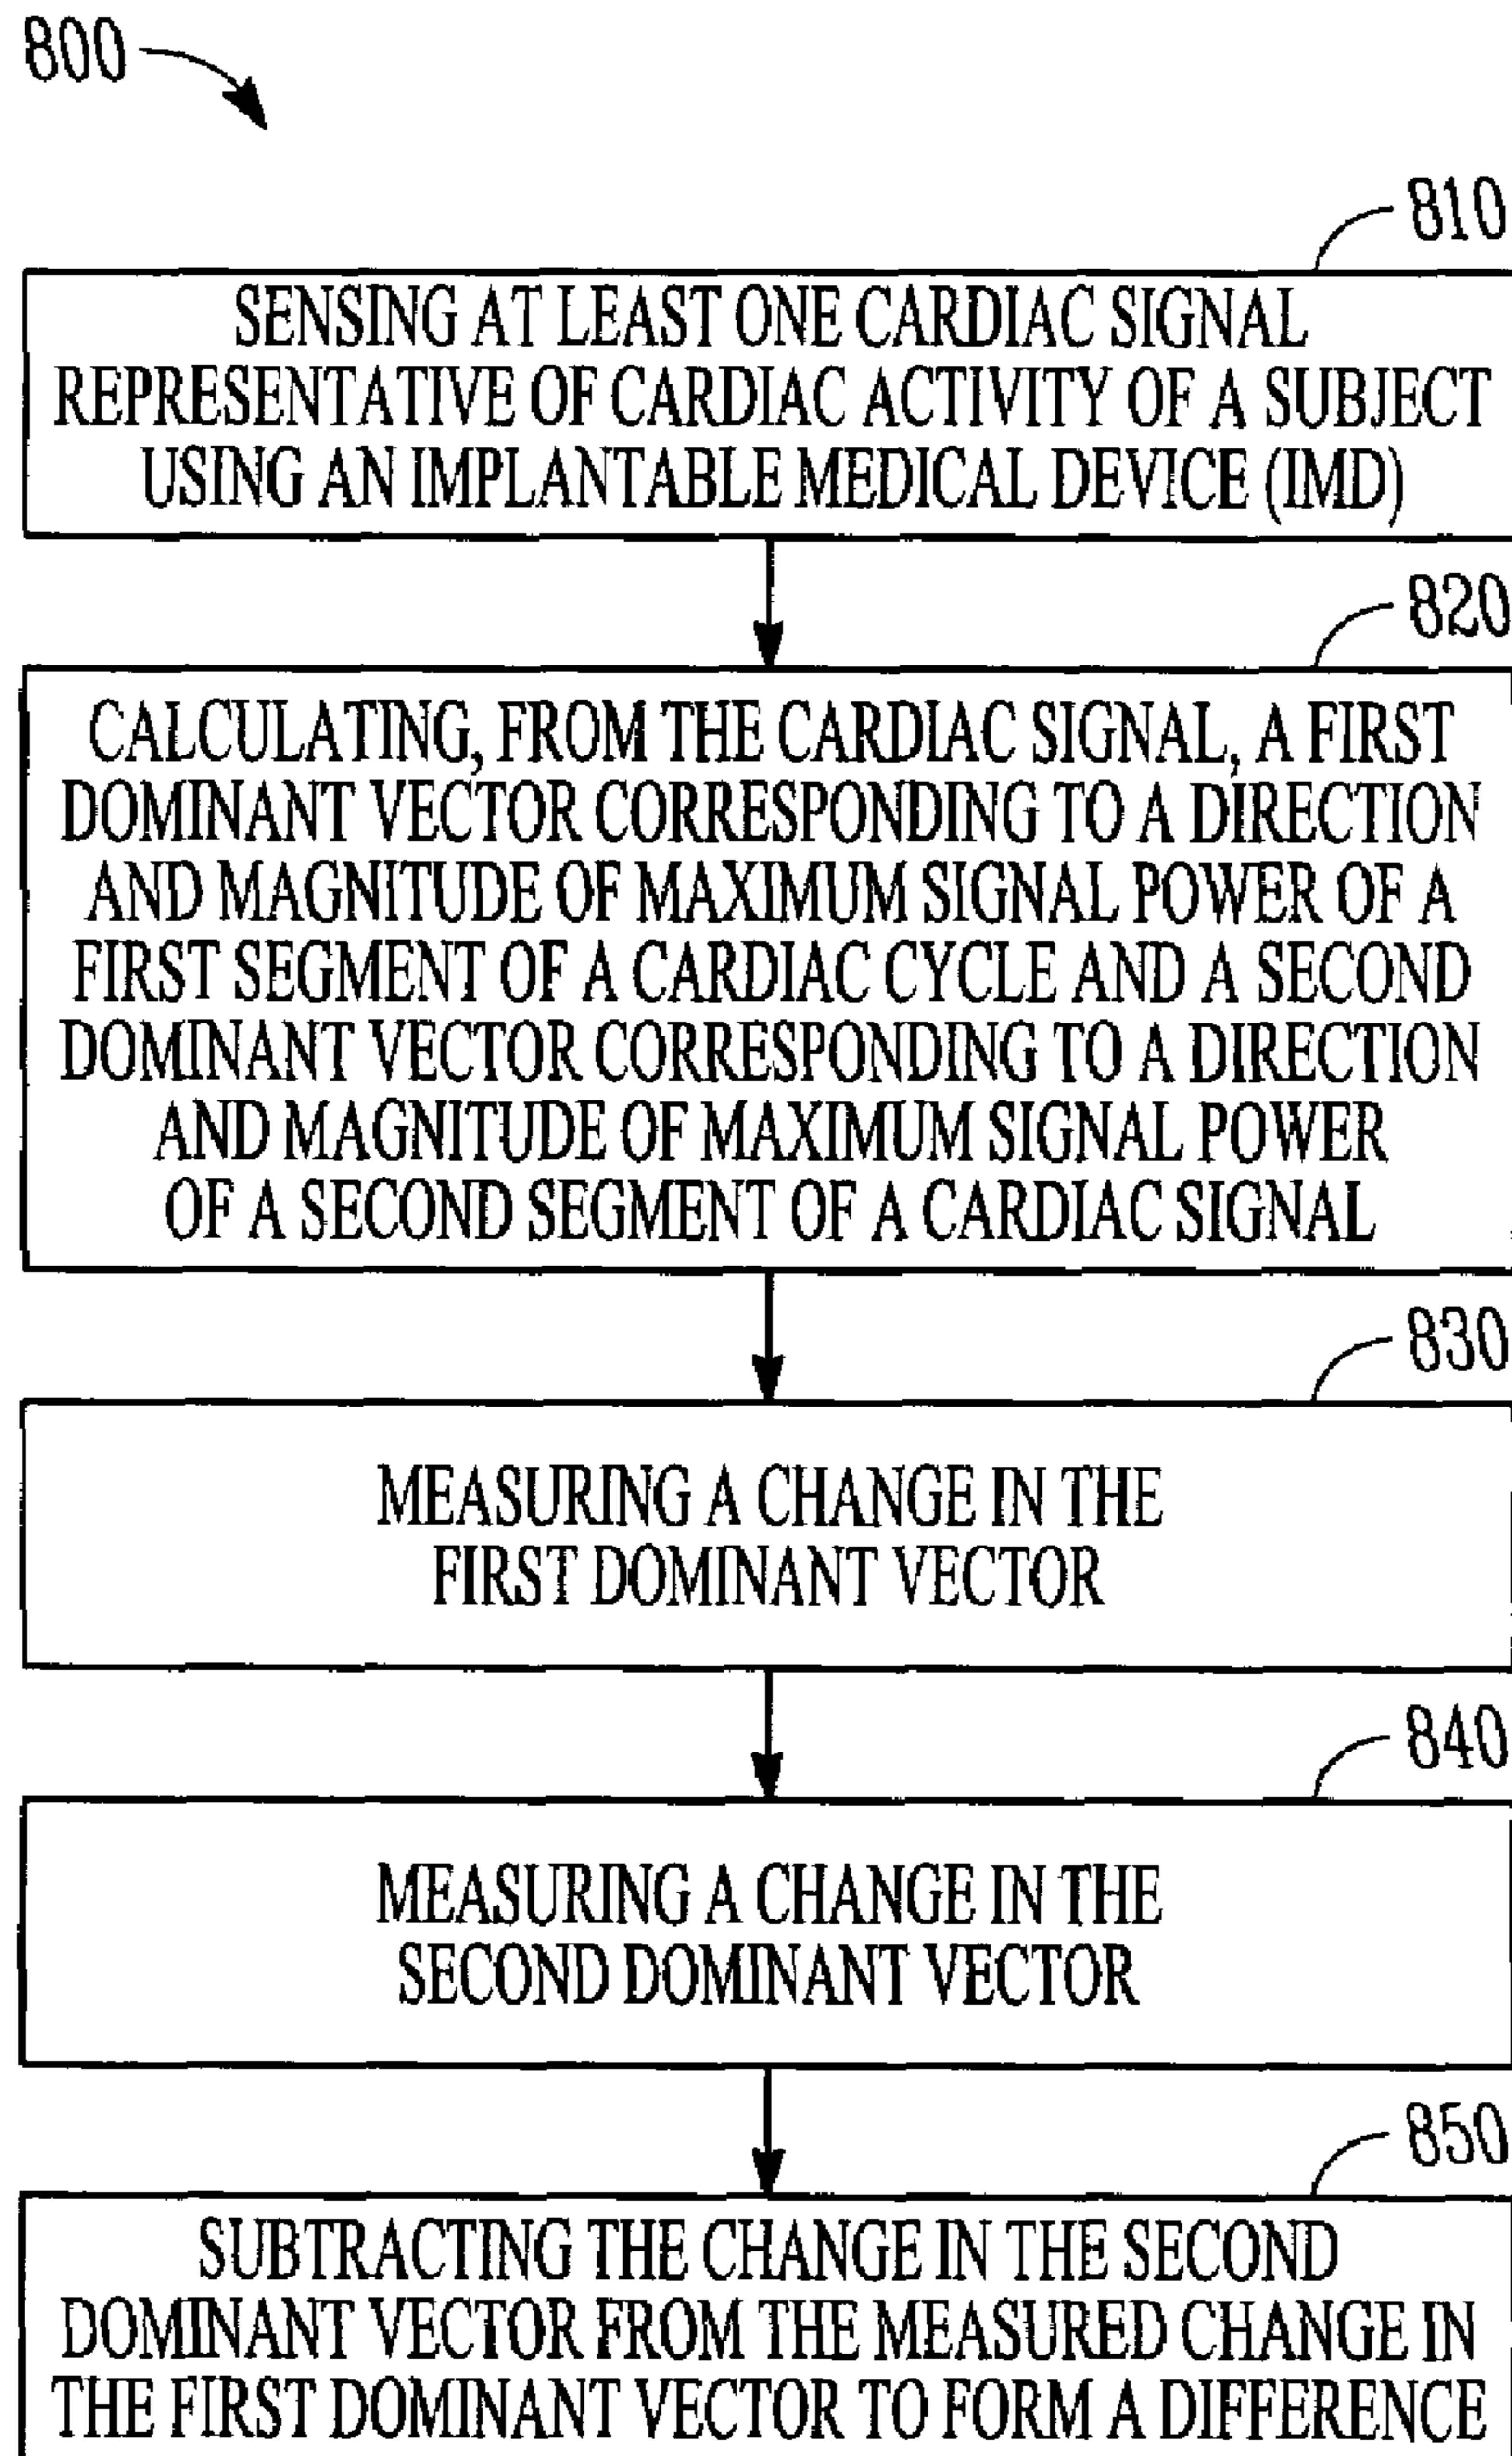 800
810
SENSING AT LEAST ONE CARDIAC SIGNAL
REPRESENTATIVE OF CARDIAC ACTIVITY OF A SUBJECT
USING AN IMPLANTABLE MEDICAL DEVICE (IMD)
820
CALCULATING, FROM THE CARDIAC SIGNAL, A FIRST
DOMINANT VECTOR CORRESPONDING TO A DIRECTION
AND MAGNITUDE OF MAXIMUM SIGNAL POWER OF A
FIRST SEGMENT OF A CARDIAC CYCLE AND A SECOND
DOMINANT VECTOR CORRESPONDING TO A DIRECTION
AND MAGNITUDE OF MAXIMUM SIGNAL POWER
OF A SECOND SEGMENT OF A CARDIAC SIGNAL
830
MEASURING A CHANGE IN THE
FIRST DOMINANT VECTOR
840
MEASURING A CHANGE IN THE
SECOND DOMINANT VECTOR
850
SUBTRACTING THE CHANGE IN THE SECOND
DOMINANT VECTOR FROM THE MEASURED CHANGE IN
THE FIRST DOMINANT VECTOR TO FORM A DIFFERENCE